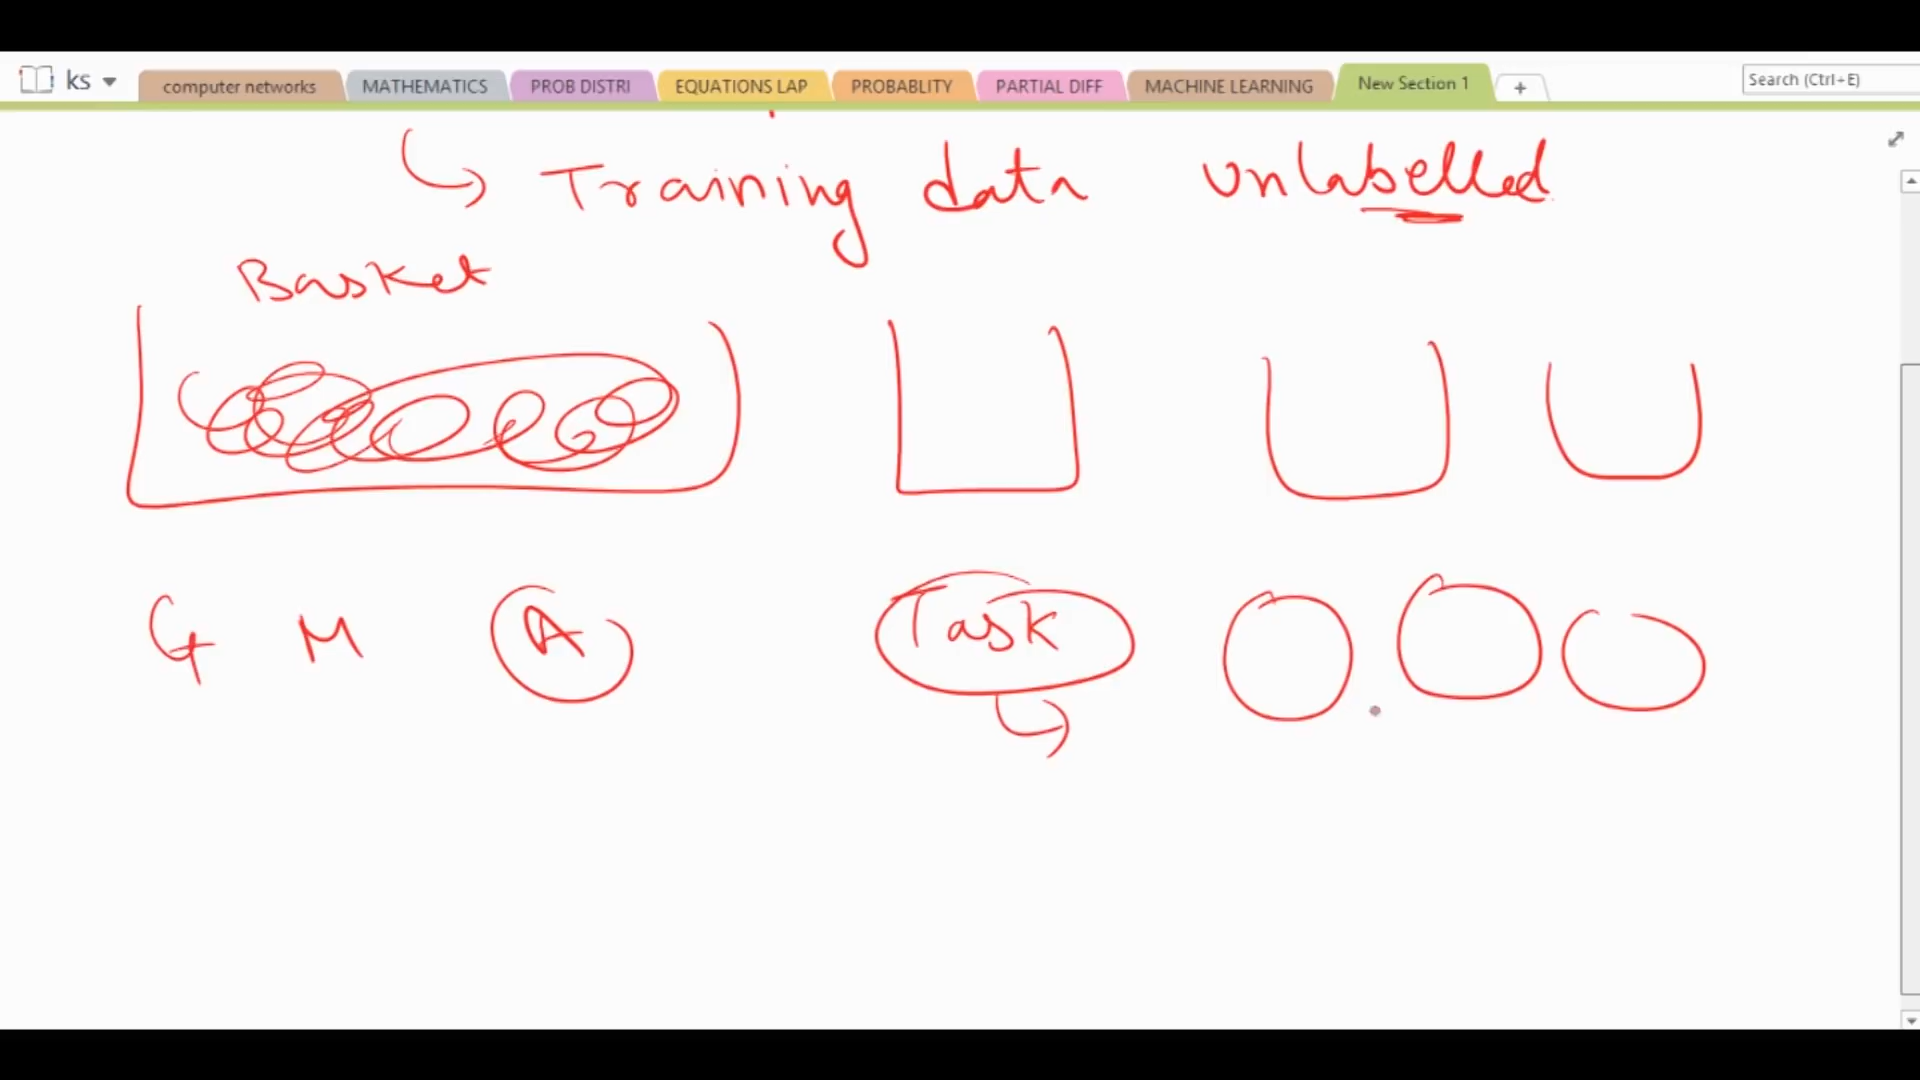 ks computer networks MATHEMATICS PROB DISTRI EQUATIONS LAP PROBABLITY PARTIAL DIFF MACHINE LEARNING New Section 1 + Search (Ctrl+E)
Training data unlabelled
Basket
G M A Task